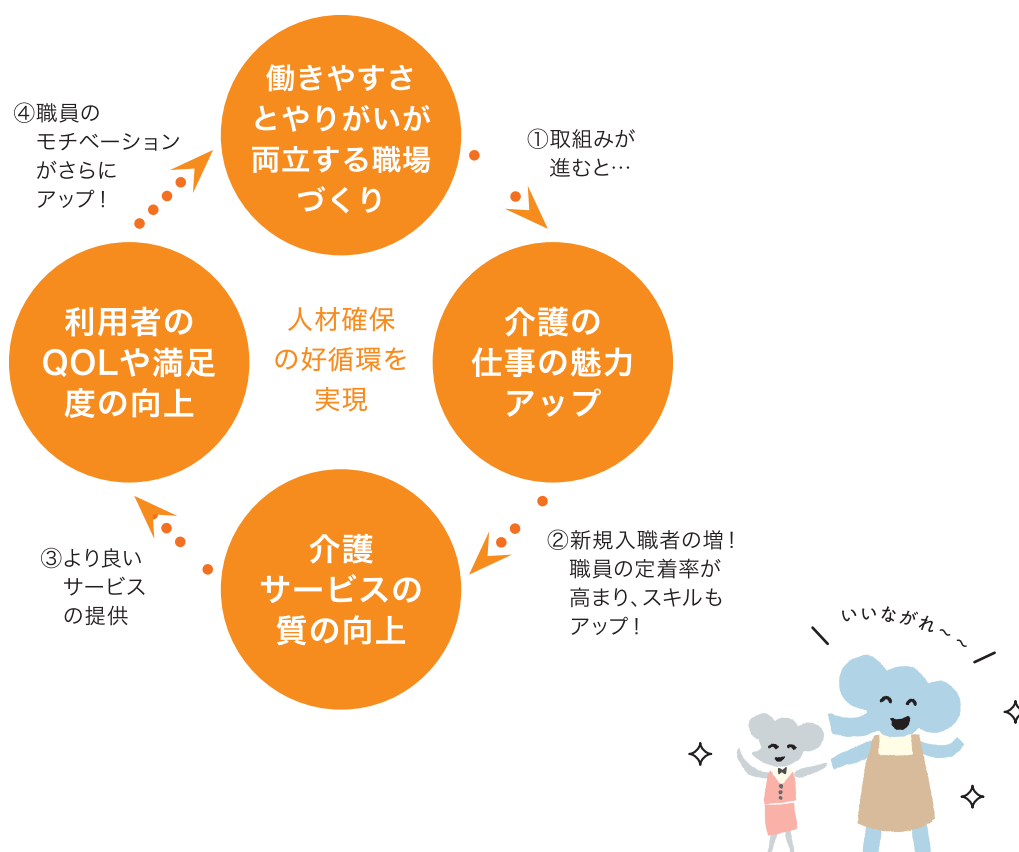 働きやすさ
とやりがいが
両立する職場
づくり
①取組みが
進むと…
介護の
仕事の魅力
アップ
②新規入職者の増!
職員の定着率が
高まり、スキルも
アップ!
介護
サービスの
質の向上
③より良い
サービス
の提供
利用者の
QOLや満足
度の向上
④職員の
モチベーション
がさらに
アップ!
人材確保
の好循環を
実現
いいながれ~~